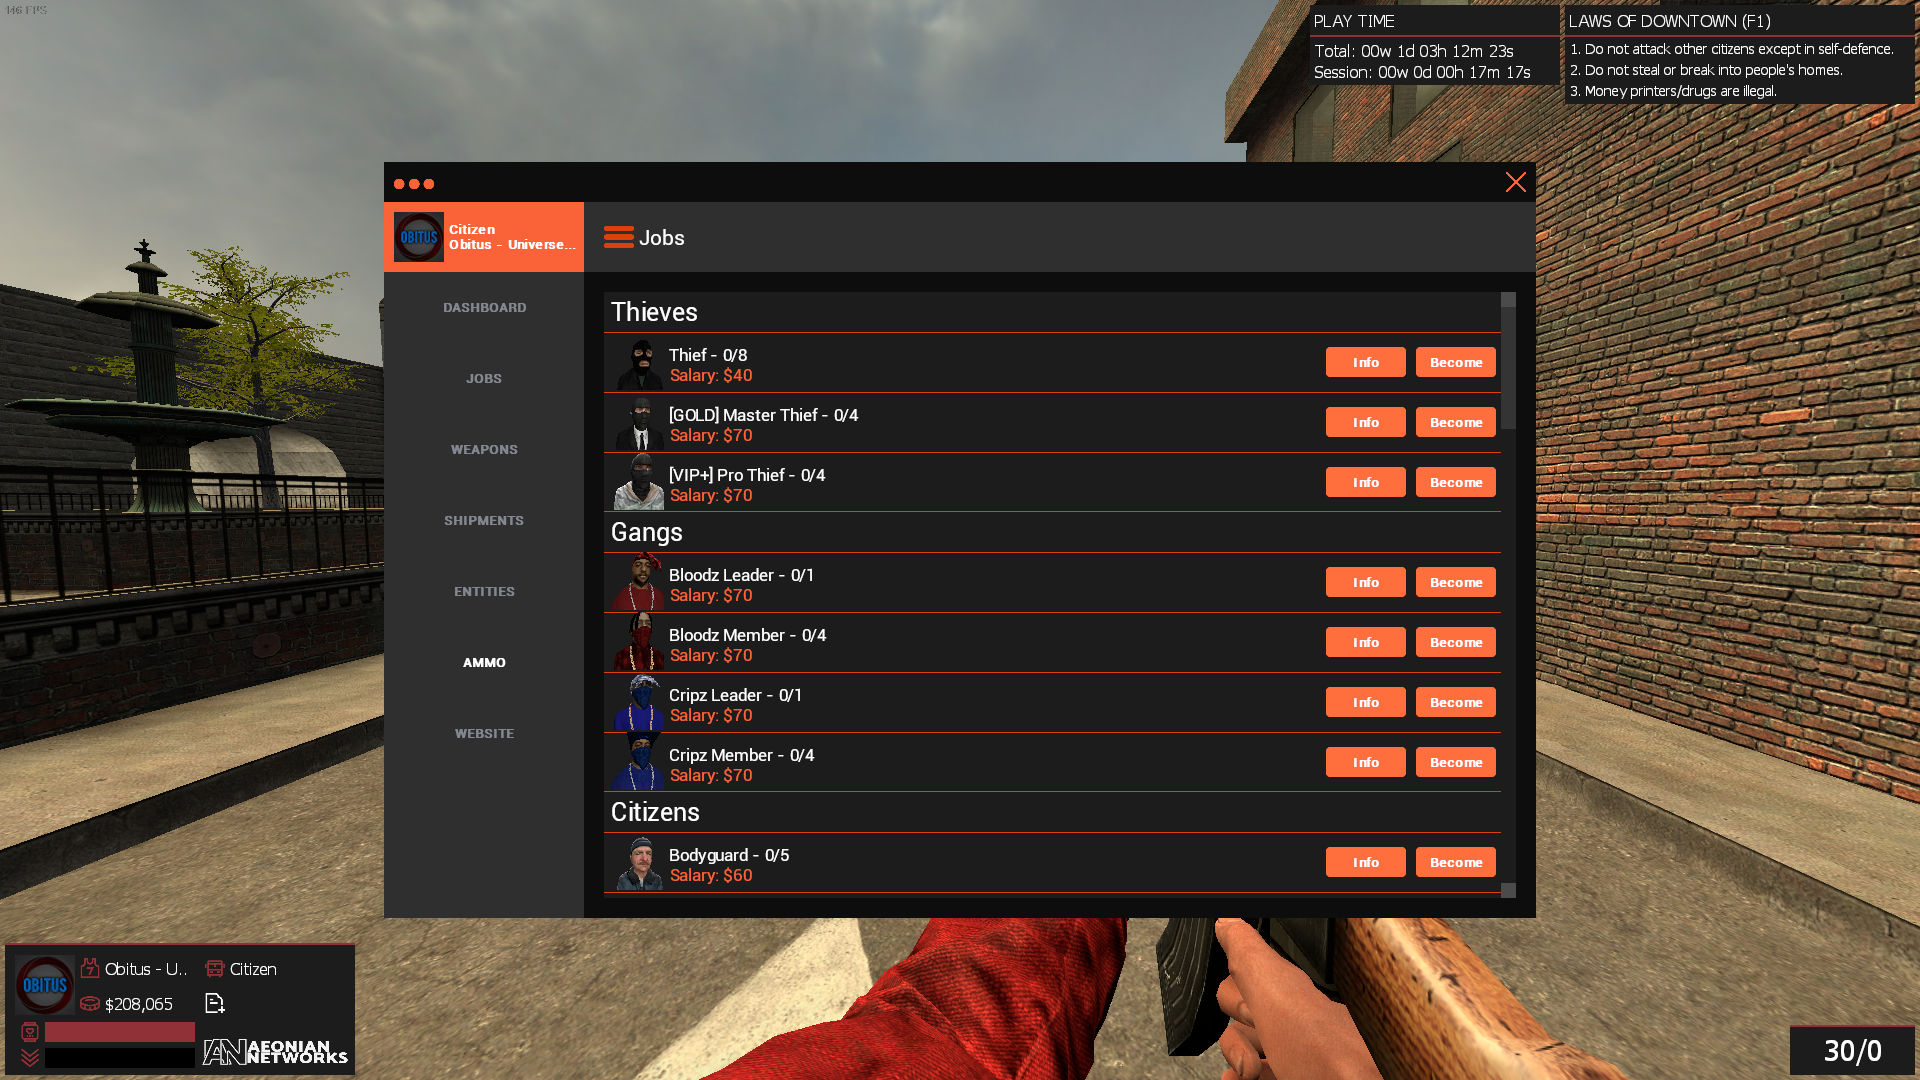 146 FPS
PLAY TIME
Total: 00w 1d 03h 12m 23s
Session: 00w 0d 00h 17m 17s
LAWS OF DOWNTOWN (F1)
1. Do not attack other citizens except in self-defence.
2. Do not steal or break into people's homes.
3. Money printers/drugs are illegal.
OBITUS
Citizen
Obitus - Universe...
Jobs
DASHBOARD
JOBS
WEAPONS
SHIPMENTS
ENTITIES
AMMO
WEBSITE
Thieves
Thief - 0/8
Salary: $40
Info Become
[GOLD] Master Thief - 0/4
Salary: $70
Info Become
[VIP+] Pro Thief - 0/4
Salary: $70
Info Become
Gangs
Bloodz Leader - 0/1
Salary: $70
Info Become
Bloodz Member - 0/4
Salary: $70
Info Become
Cripz Leader - 0/1
Salary: $70
Info Become
Cripz Member - 0/4
Salary: $70
Info Become
Citizens
Bodyguard - 0/5
Salary: $60
Info Become
OBITUS
7
Obitus - U..
Citizen
$208,065
AN AEONIAN
NETWORKS
30/0